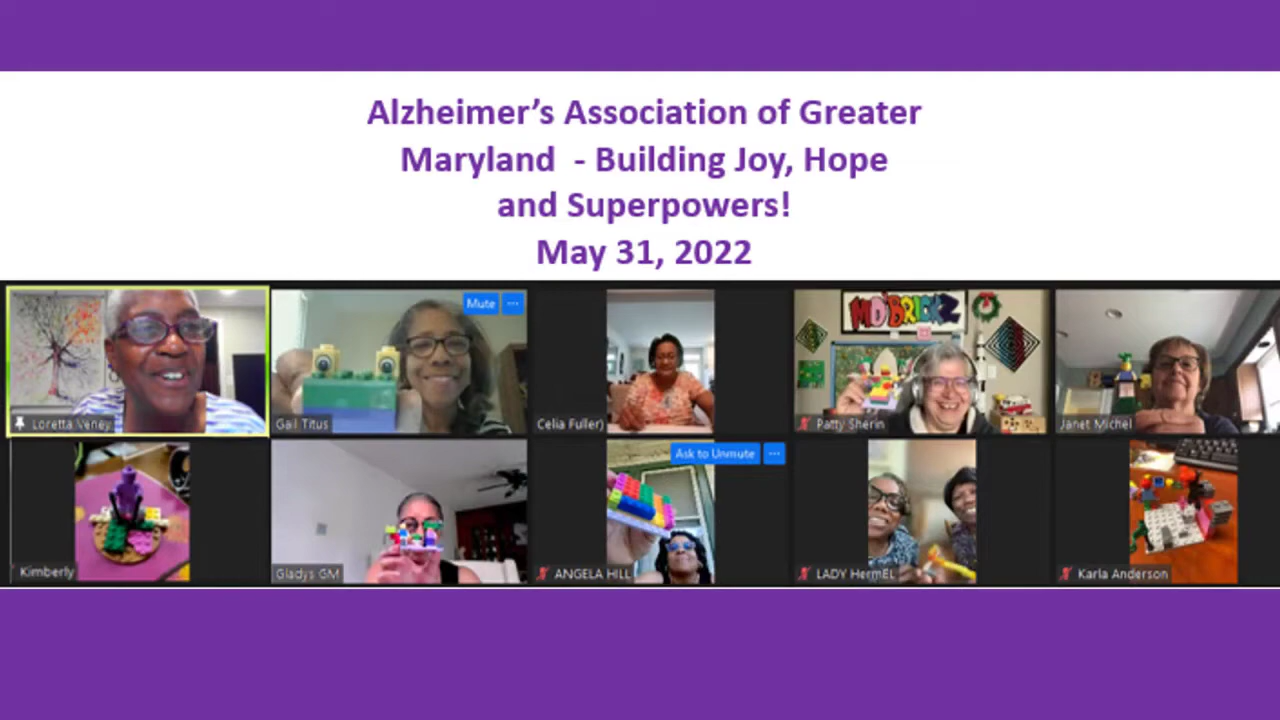 Alzheimer's Association of Greater
Maryland - Building Joy, Hope
and Superpowers!
May 31, 2022
Mute ...
MO'BRICKZ
Loretta Veney
Gail Titus
Celia Fuller)
Patty Sherin
Janet Michel
Ask to Unmute ...
Kimberly
Gladys GM
ANGELA HILL
LADY HermEL
Karla Anderson